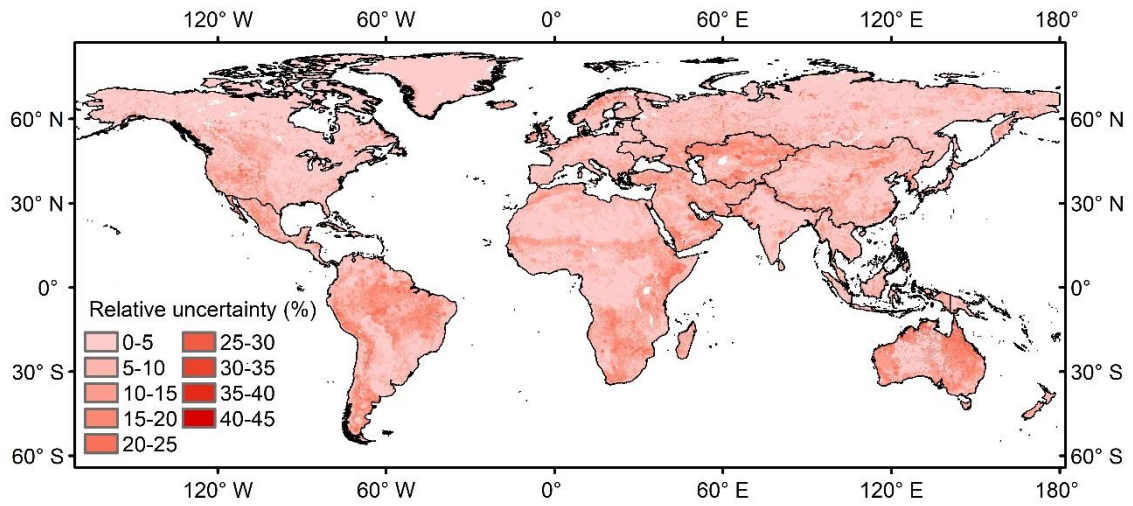 120° W 60° W 0° 60° E 120° E 180°
60° N 60° N
30° N 30° N
0° 0°
30° S 30° S
60° S 60° S
Relative uncertainty (%)
0-5 25-30
5-10 30-35
10-15 35-40
15-20 40-45
20-25
120° W 60° W 0° 60° E 120° E 180°